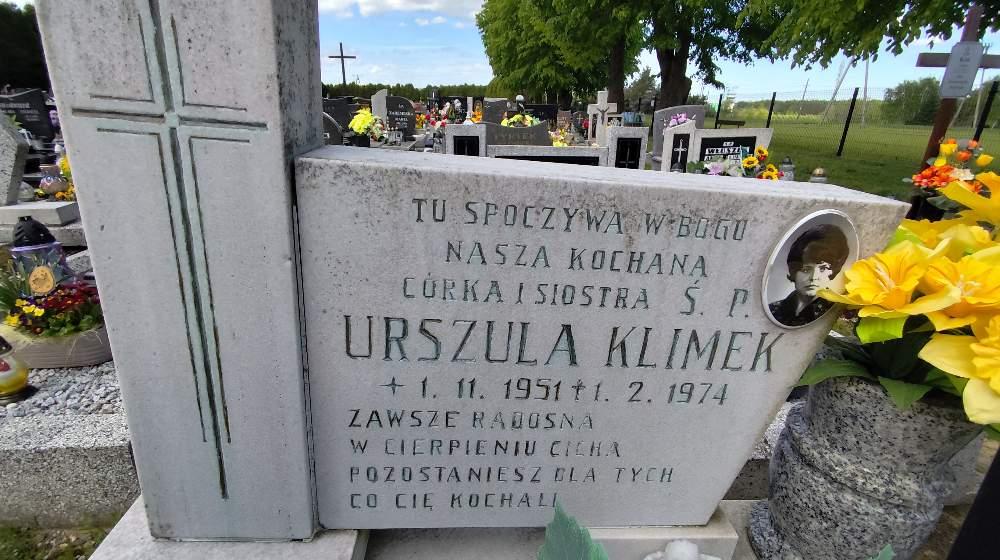 TU SPOCZYWA W BOGU
NASZA KOCHANA
CÓRKA I SIOSTRA Ś. P.
URSZULA KLIMEK
+ 1. 11. 1951 † 1. 2. 1974
ZAWSZE RADOSNA
W CIERPIENIU CICHA
POZOSTANIESZ DLA TYCH
CO CIĘ KOCHALI